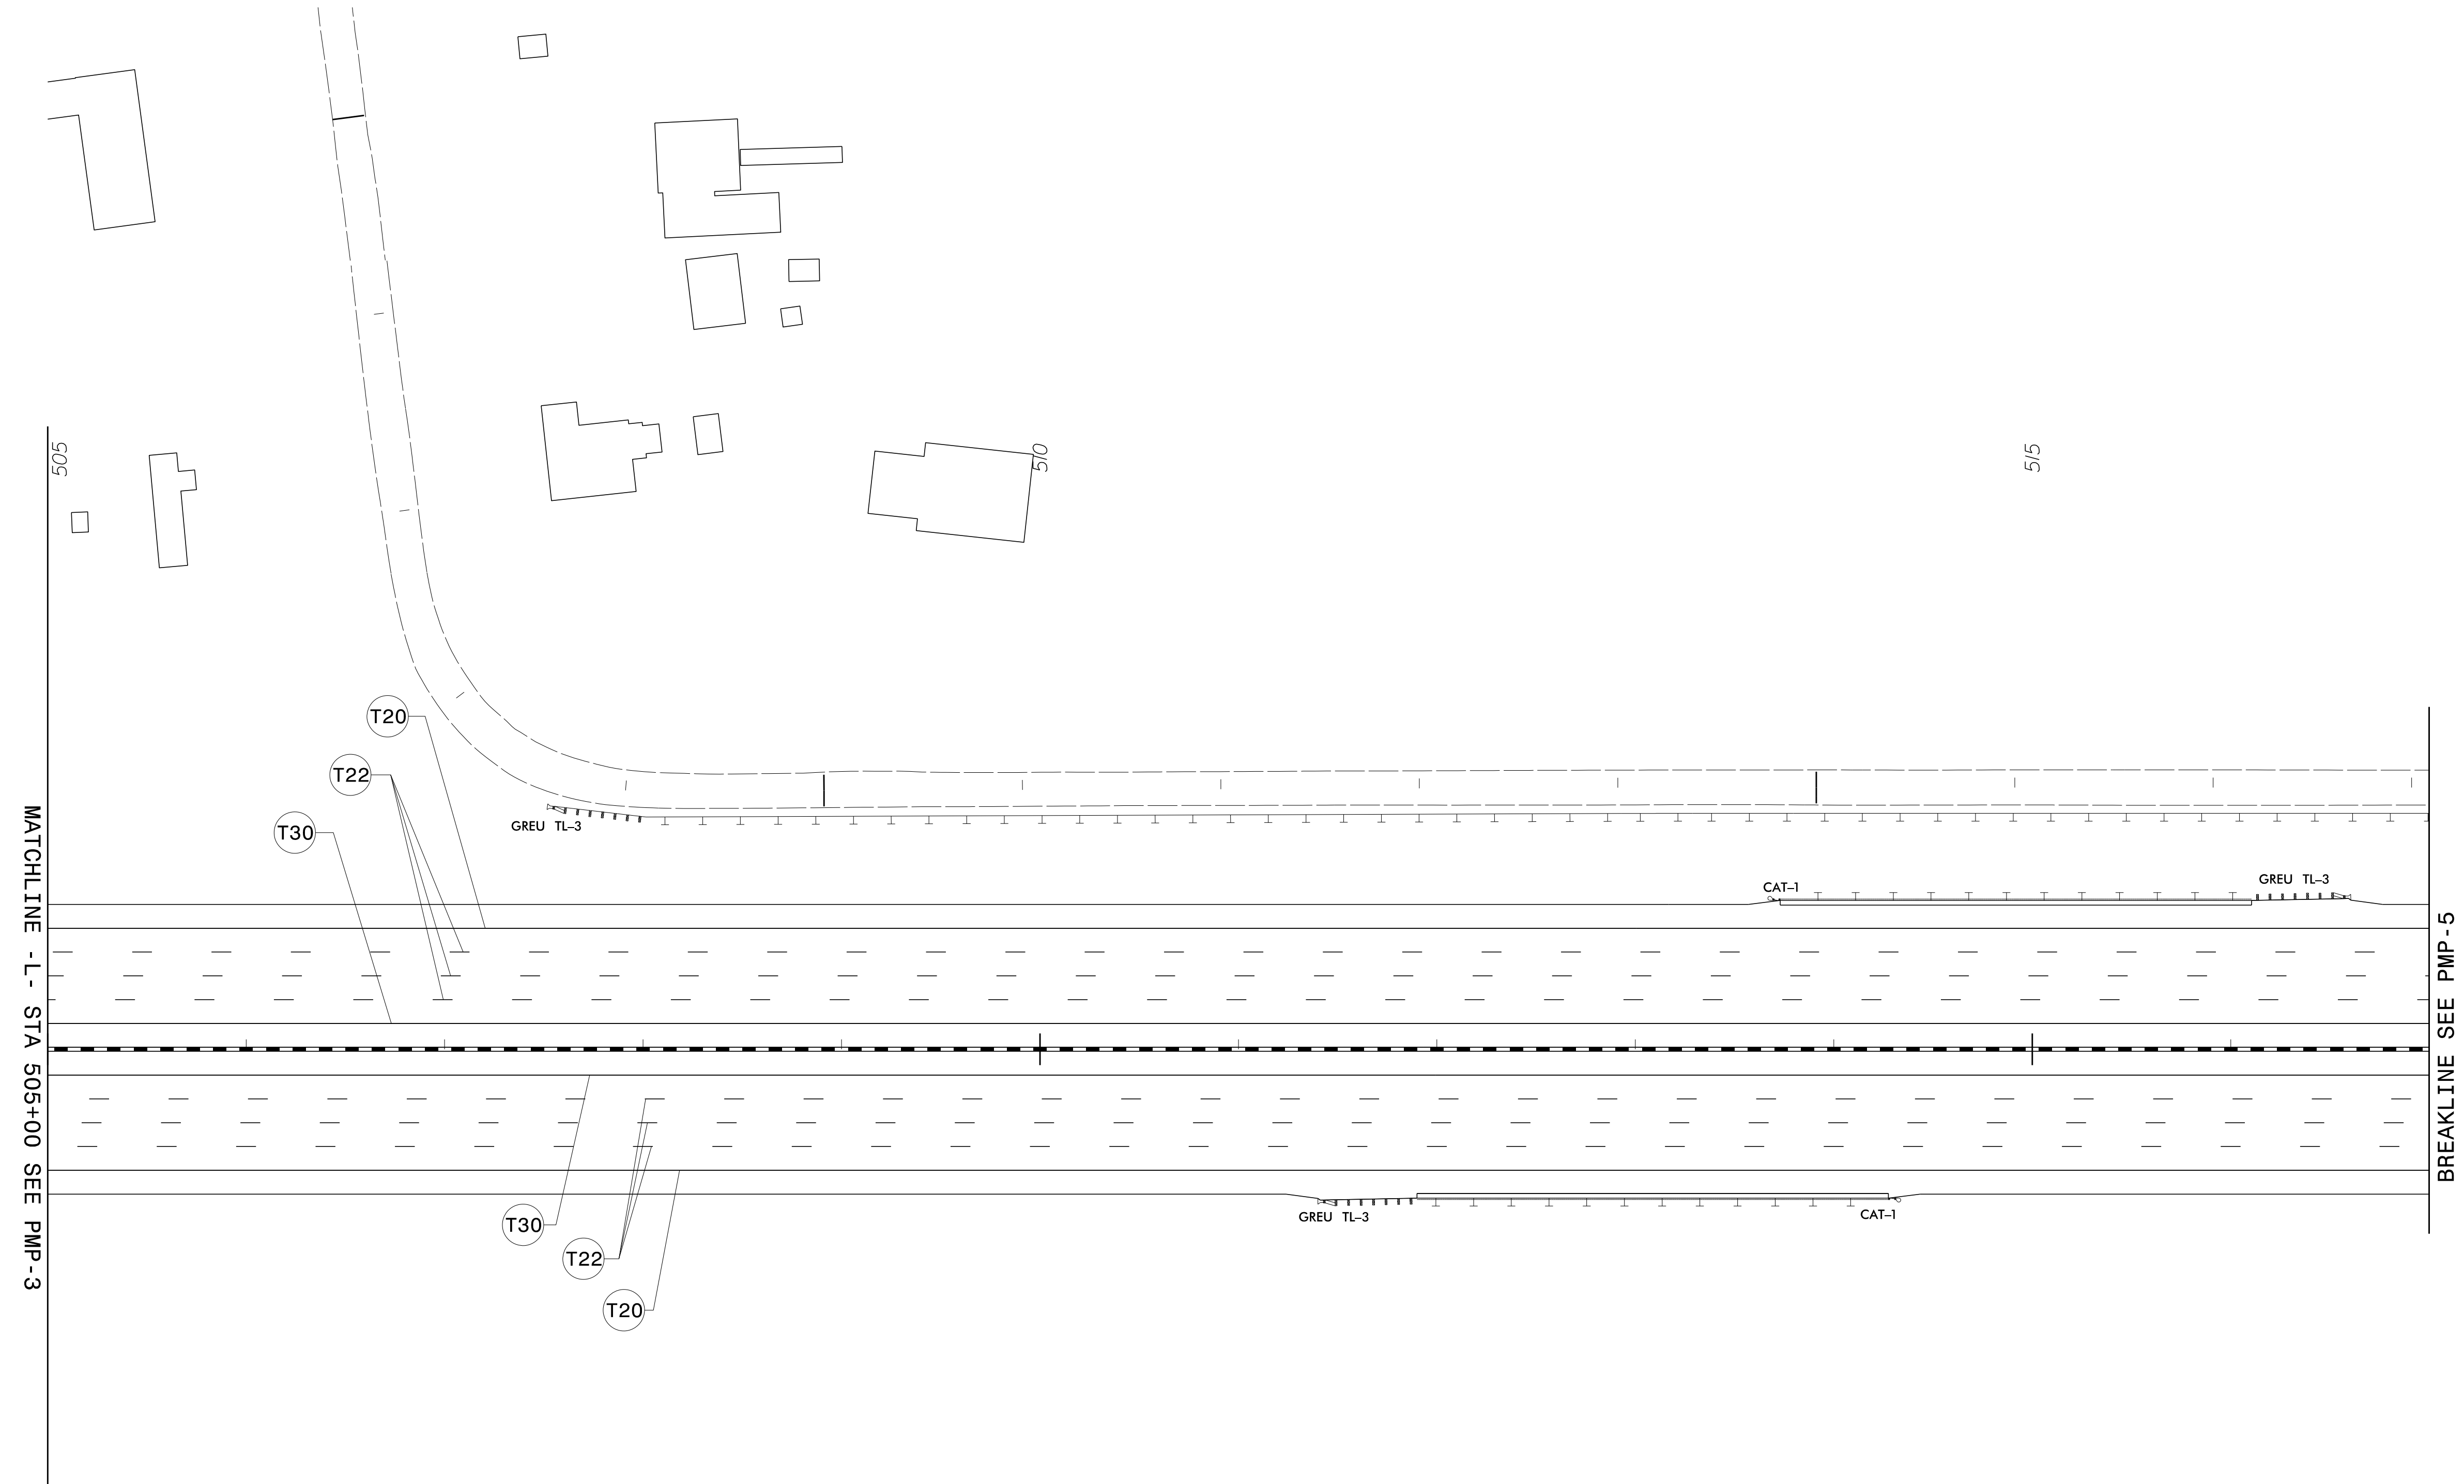 505
510
515
T20
T22
T30
GREU TL-3
CAT-1
GREU TL-3
MATCHLINE -L- STA 505+00 SEE PMP-3
BREAKLINE SEE PMP-5
GREU TL-3
CAT-1
T30
T22
T20